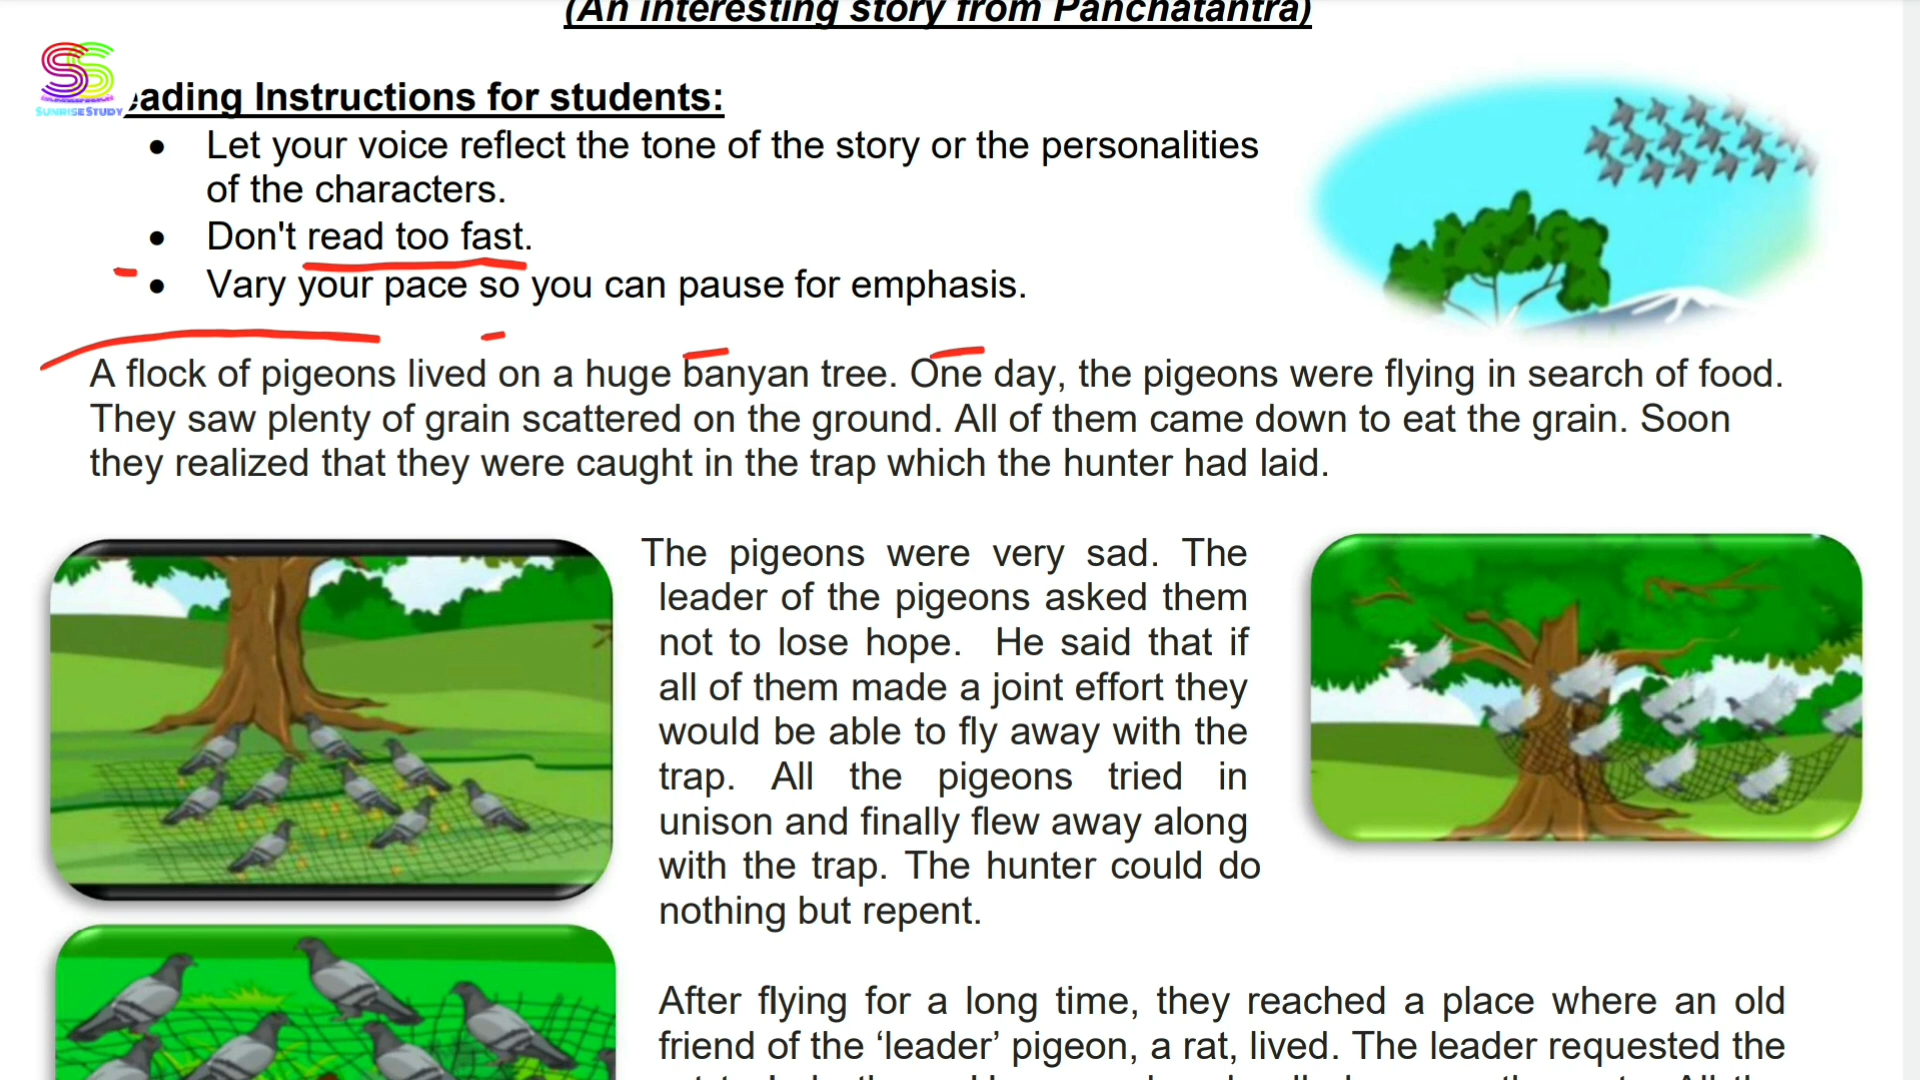 (An interesting story from Panchatantra)
SS
SUNRISE STUDY
eading Instructions for students:
• Let your voice reflect the tone of the story or the personalities
of the characters.
• Don't read too fast.
• Vary your pace so you can pause for emphasis.
A flock of pigeons lived on a huge banyan tree. One day, the pigeons were flying in search of food.
They saw plenty of grain scattered on the ground. All of them came down to eat the grain. Soon
they realized that they were caught in the trap which the hunter had laid.
The pigeons were very sad. The
leader of the pigeons asked them
not to lose hope. He said that if
all of them made a joint effort they
would be able to fly away with the
trap. All the pigeons tried in
unison and finally flew away along
with the trap. The hunter could do
nothing but repent.
After flying for a long time, they reached a place where an old
friend of the ‘leader’ pigeon, a rat, lived. The leader requested the